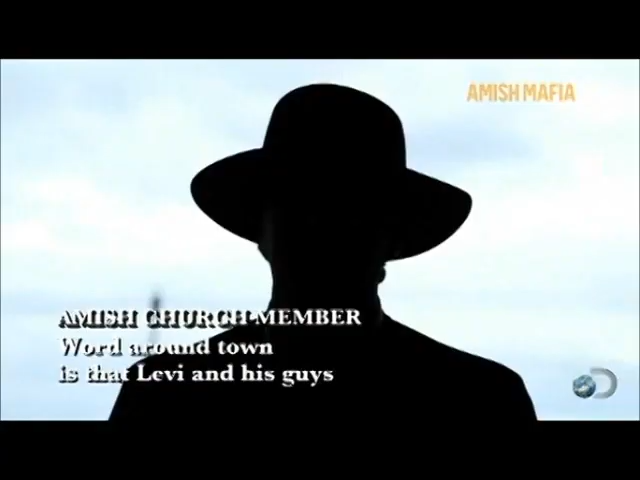 AMISH MAFIA
AMISH CHURCH MEMBER
Word around town
is that Levi and his guys